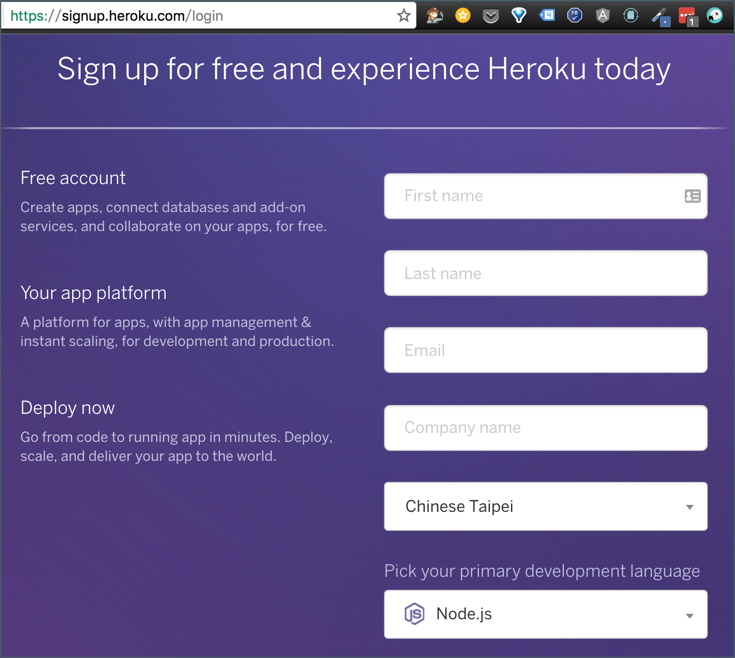 https://signup.heroku.com/login
Sign up for free and experience Heroku today
Free account
Create apps, connect databases and add-on
services, and collaborate on your apps, for free.
Your app platform
A platform for apps, with app management &
instant scaling, for development and production.
Deploy now
Go from code to running app in minutes. Deploy,
scale, and deliver your app to the world.
First name
Last name
Email
Company name
Chinese Taipei
Pick your primary development language
JS
Node.js
1